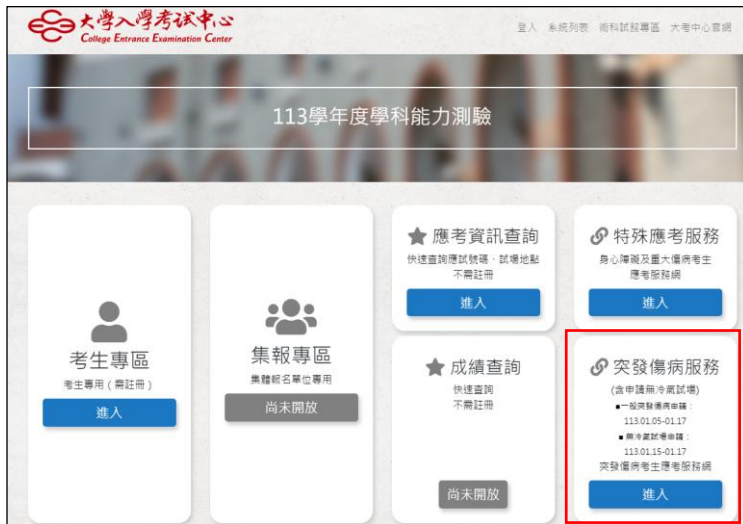 大學入學考試中心
College Entrance Examination Center
登入 系統列表 術科試務專區 大考中心官網
113學年度學科能力測驗
考生專區
考生專用(需註冊)
進入
集報專區
集體報名單位專用
尚未開放
應考資訊查詢
快速查詢應試號碼、試場地點
不需註冊
進入
特殊應考服務
身心障礙及重大傷病考生
應考服務網
進入
成績查詢
快速查詢
不需註冊
尚未開放
突發傷病服務
(含申請無冷氣試場)
■一般突發傷病申請:
113.01.05-01.17
■無冷氣試場申請:
113.01.15-01.17
突發傷病考生應考服務網
進入